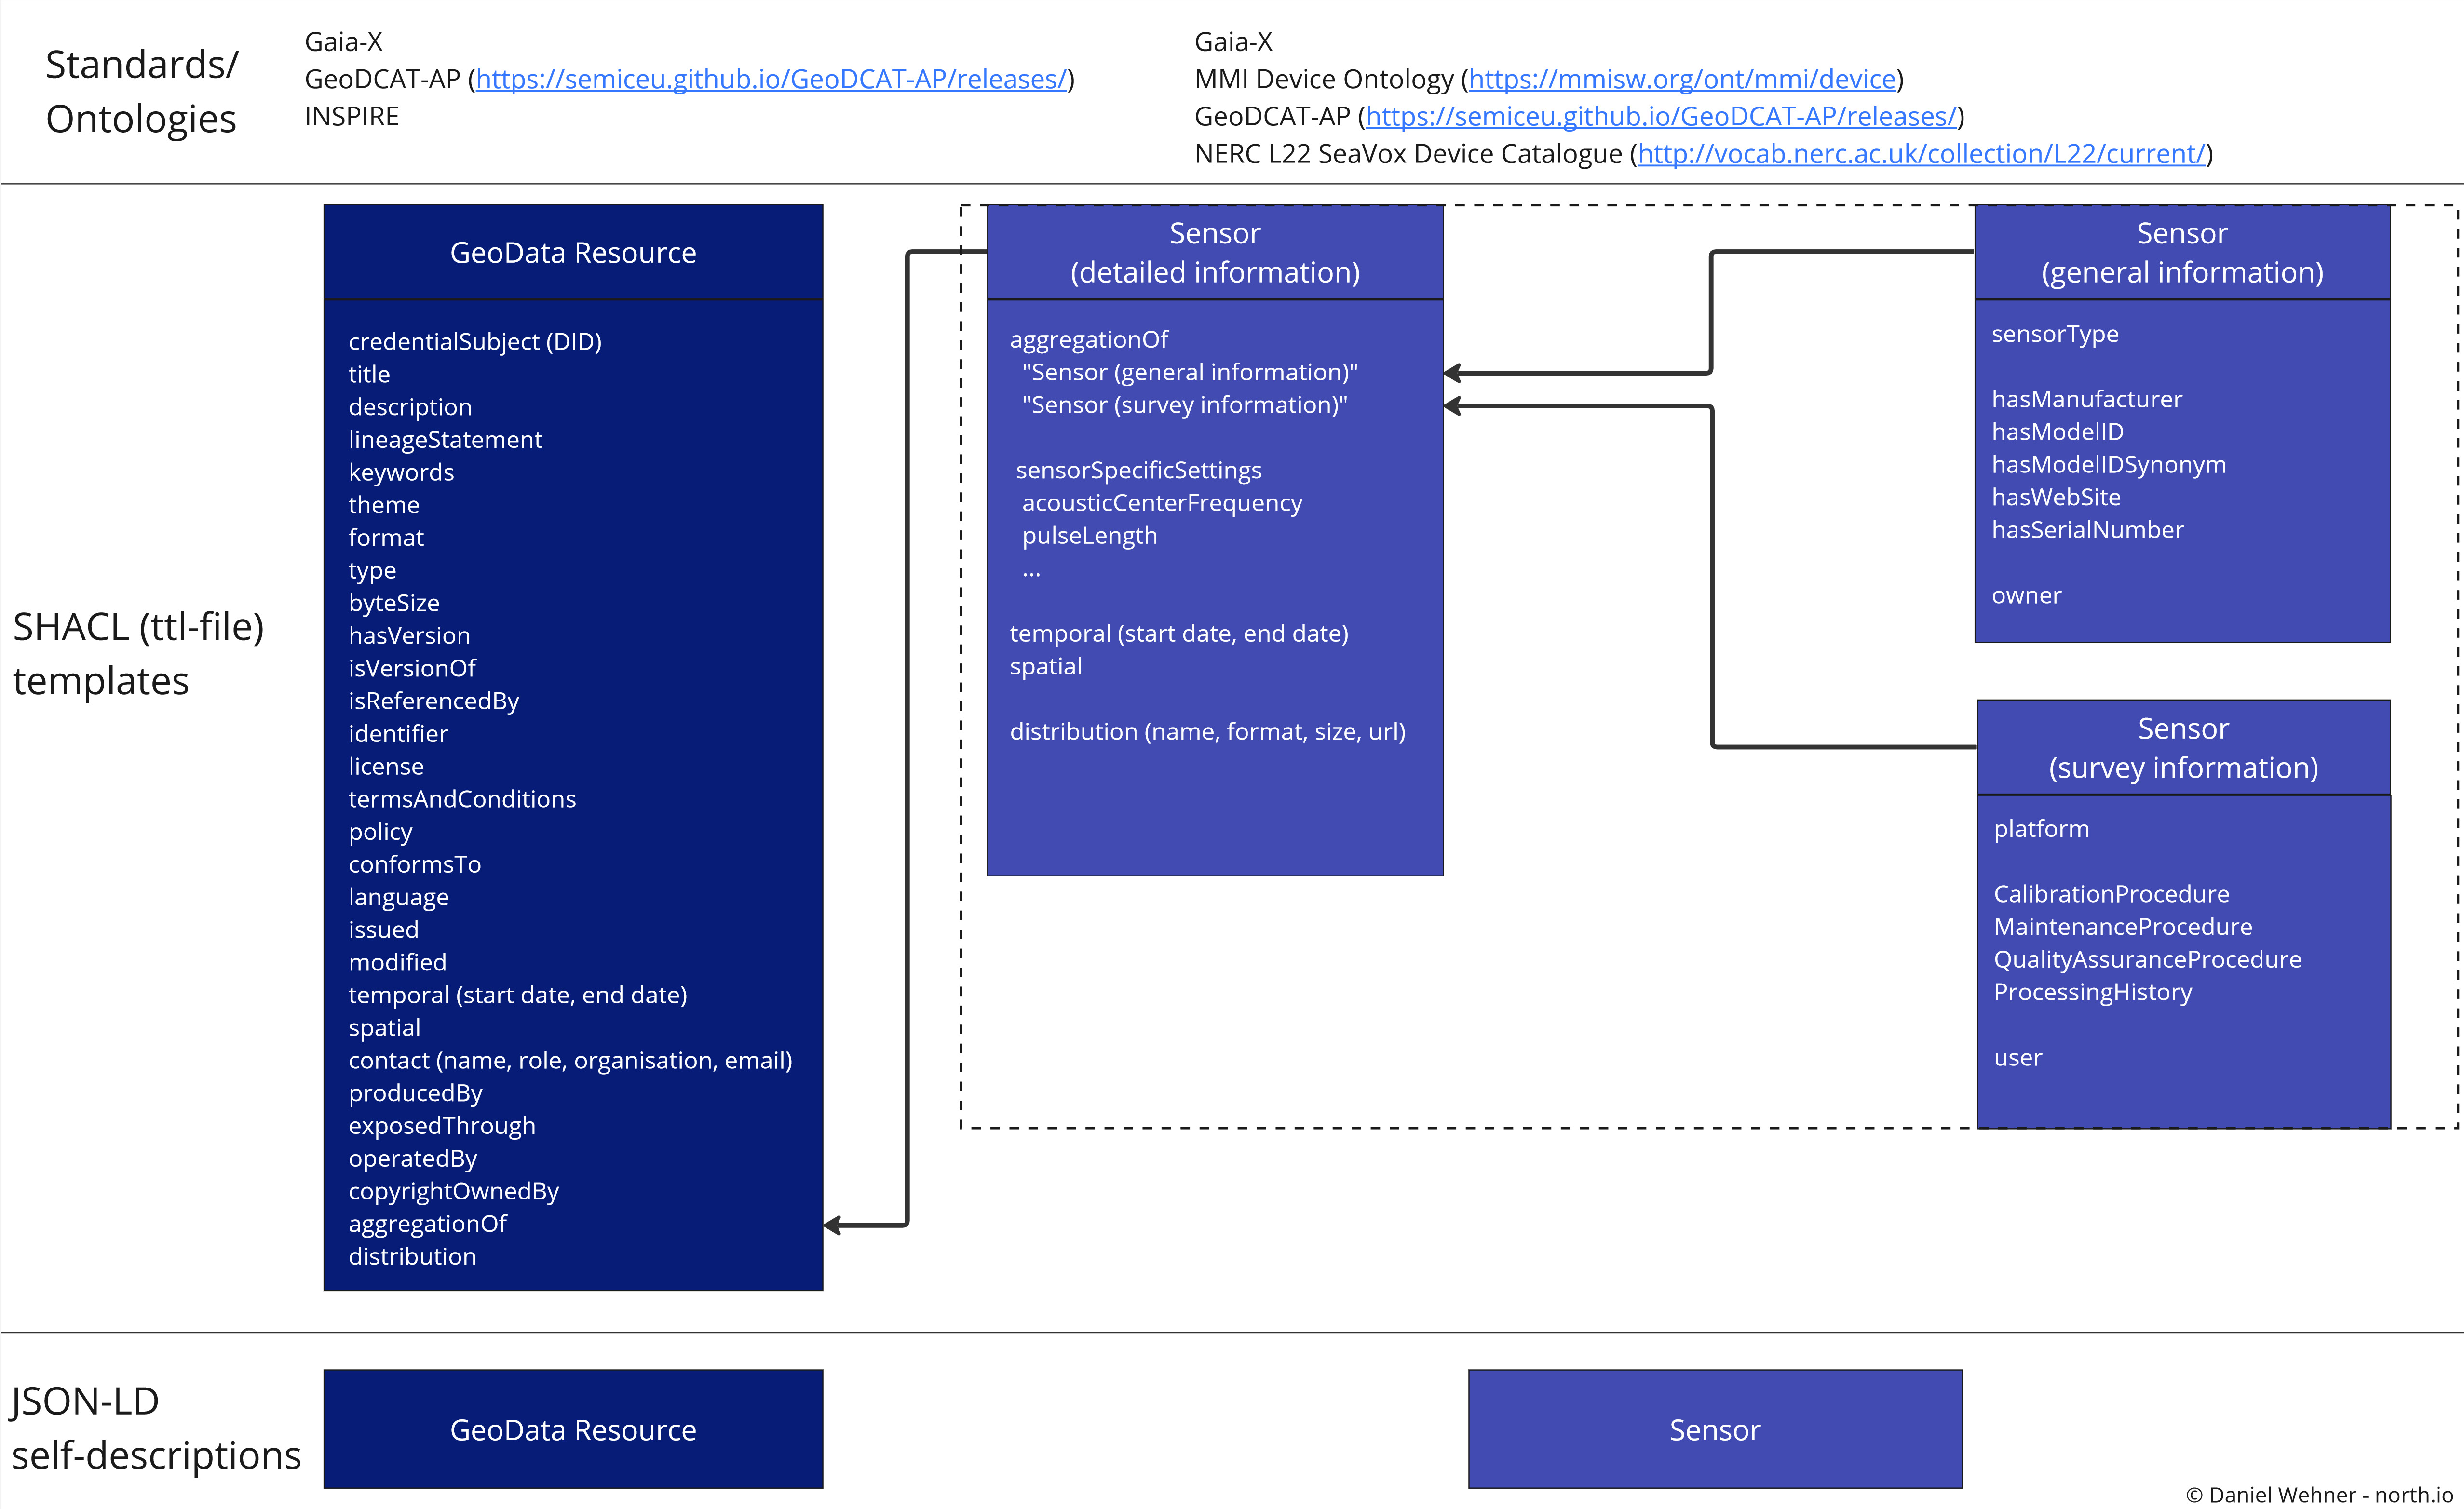 Standards/
Ontologies
Gaia-X
GeoDCAT-AP (https://semiceu.github.io/GeoDCAT-AP/releases/)
INSPIRE
Gaia-X
MMI Device Ontology (https://mmisw.org/ont/mmi/device)
GeoDCAT-AP (https://semiceu.github.io/GeoDCAT-AP/releases/)
NERC L22 SeaVox Device Catalogue (http://vocab.nerc.ac.uk/collection/L22/current/)
SHACL (ttl-file)
templates
GeoData Resource
credentialSubject (DID)
title
description
lineageStatement
keywords
theme
format
type
byteSize
hasVersion
isVersionOf
isReferencedBy
identifier
license
termsAndConditions
policy
conformsTo
language
issued
modified
temporal (start date, end date)
spatial
contact (name, role, organisation, email)
producedBy
exposedThrough
operatedBy
copyrightOwnedBy
aggregationOf
distribution
Sensor
(detailed information)
aggregationOf
"Sensor (general information)"
"Sensor (survey information)"
sensorSpecificSettings
acousticCenterFrequency
pulseLength
...
temporal (start date, end date)
spatial
distribution (name, format, size, url)
Sensor
(general information)
sensorType
hasManufacturer
hasModelID
hasModelIDSynonym
hasWebSite
hasSerialNumber
owner
Sensor
(survey information)
platform
CalibrationProcedure
MaintenanceProcedure
QualityAssuranceProcedure
ProcessingHistory
user
JSON-LD
self-descriptions
GeoData Resource
Sensor
© Daniel Wehner - north.io